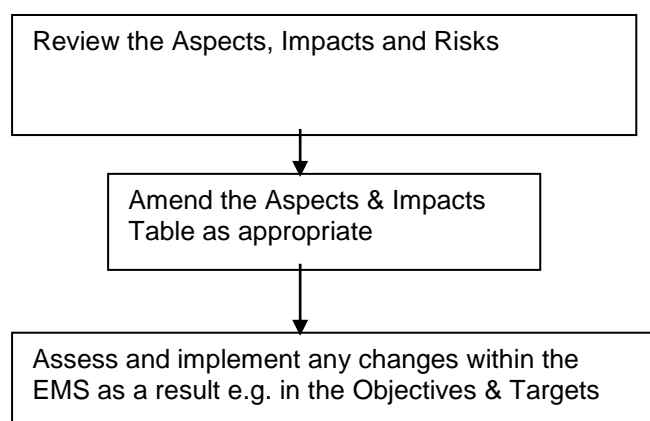 Review the Aspects, Impacts and Risks
Amend the Aspects & Impacts
Table as appropriate
Assess and implement any changes within the
EMS as a result e.g. in the Objectives & Targets